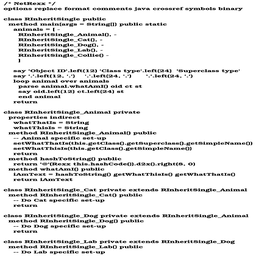 /* NetRexx */
options replace format comments java crossref symbols binary

class RInheritSingle public
method main(args = String[]) public static
animals = [ -
RInheritSingle_Animal(), -
RInheritSingle_Cat(), -
RInheritSingle_Dog(), -
RInheritSingle_Lab(), -
RInheritSingle_Collie() -
]

say 'Object ID'.left(12) 'Class type'.left(24) 'Superclass type'
say '.'.left(12, '.') '.'.left(24, '.') '.'.left(24, '.')
loop animal over animals
parse animal.whatAmI oid ct st
say oid.left(12) ct.left(24) st
end animal
return

class RInheritSingle_Animal private
properties indirect
whatThatIs = String
whatThisIs = String
method RInheritSingle_Animal() public
-- Animal specific set-up
setWhatThatIs(this.getClass().getSuperclass().getSimpleName())
setWhatThisIs(this.getClass().getSimpleName())
return
method hashToString() public
return '@'(Rexx this.hashCode()).d2x().right(8, 0)
method whatAmI() public
IAmText = hashToString() getWhatThisIs() getWhatThatIs()
return IAmText

class RInheritSingle_Cat private extends RInheritSingle_Animal
method RInheritSingle_Cat() public
-- Do Cat specific set-up
return

class RInheritSingle_Dog private extends RInheritSingle_Animal
method RInheritSingle_Dog() public
-- Do Dog specific set-up
return

class RInheritSingle_Lab private extends RInheritSingle_Dog
method RInheritSingle_Lab() public
-- Do Lab specific set-up